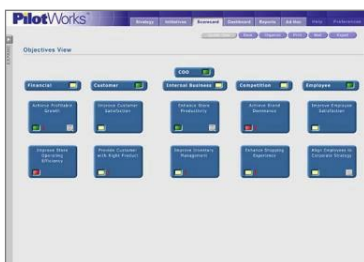 PilotWorks
Strategy
Initiatives
Scorecard
Dashboard
Reports
Ad Hoc
Help
Preferences
Objectives View
COO
Financial
Customer
Internal Business
Competition
Employee
Achieve Profitable
Growth
Improve Customer
Satisfaction
Enhance Store
Productivity
Achieve Brand
Dominance
Improve Employee
Satisfaction
Improve Store
Operating
Efficiency
Provide Customer
with Right Product
Improve Inventory
Management
Enhance Shopping
Experience
Align Employees to
Corporate Strategy